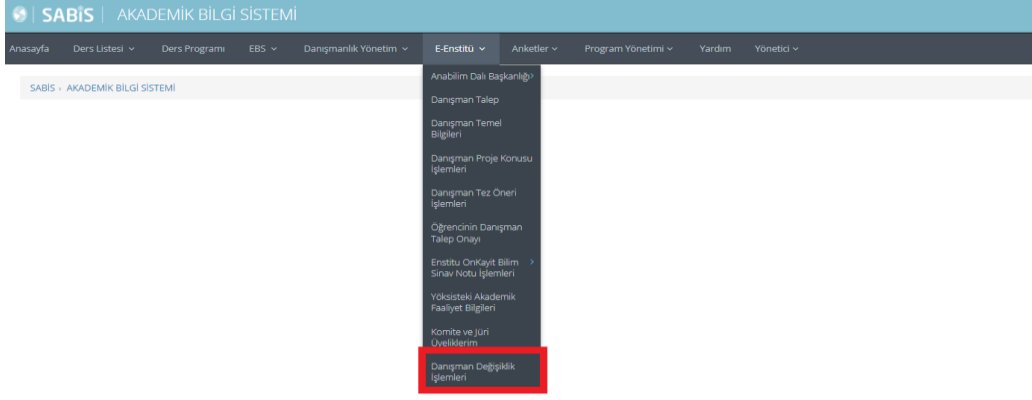 SABİS AKADEMİK BİLGİ SİSTEMİ
Anasayfa Ders Listesi Ders Programı EBS Danışmanlık Yönetim E-Enstitü Anketler Program Yönetimi Yardım Yönetici
SABİS › AKADEMİK BİLGİ SİSTEMİ
Anabilim Dalı Başkanlığı
Danışman Talep
Danışman Temel
Bilgileri
Danışman Proje Konusu
İşlemleri
Danışman Tez Öneri
İşlemleri
Öğrencinin Danışman
Talep Onayı
Enstitu OnKayit Bilim
Sinav Notu İşlemleri
Yöksisteki Akademik
Faaliyet Bilgileri
Komite ve Jüri
Üyeliklerim
Danışman Değişiklik
İşlemleri